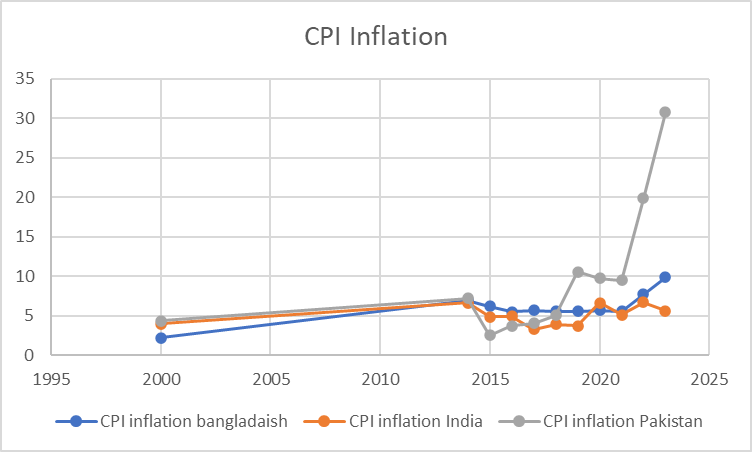 CPI Inflation
35
30
25
20
15
10
5
0
1995 2000 2005 2010 2015 2020 2025
CPI inflation bangladaish CPI inflation India CPI inflation Pakistan